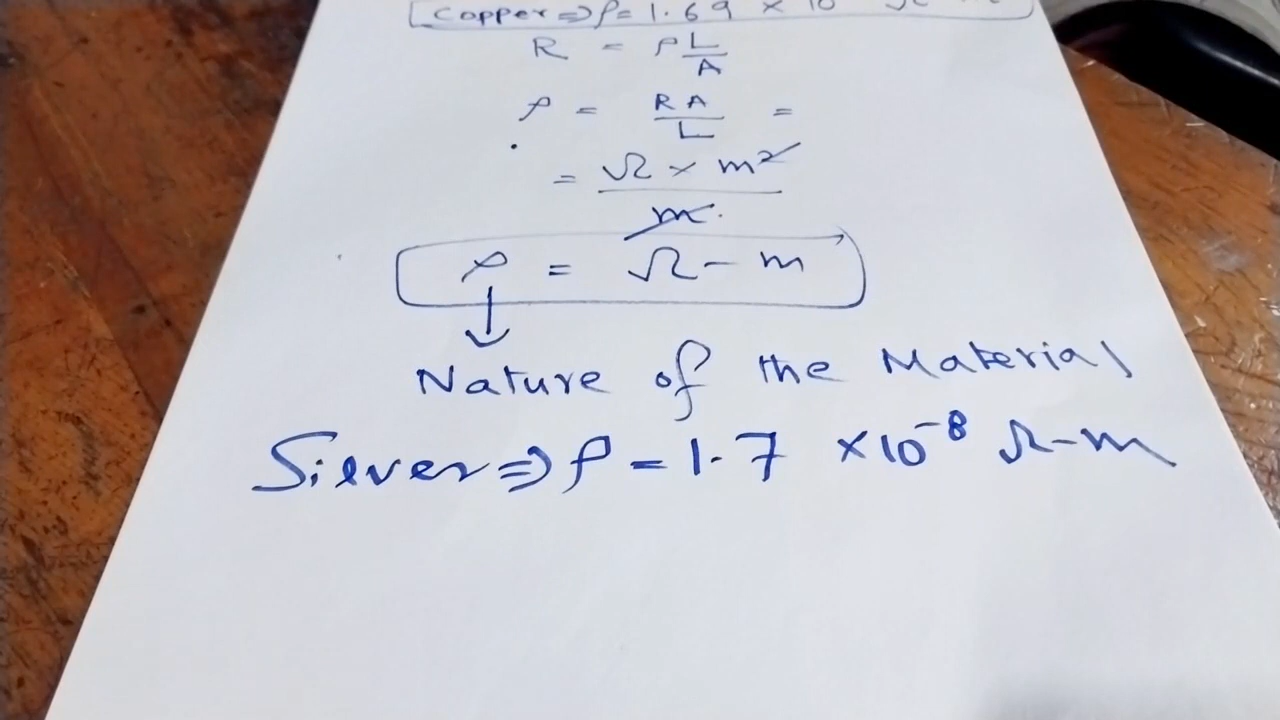 Copper ⇒ ρ = 1.69 × 10 Ω m
R = ρ L/A
ρ = RA/L =
= Ω × m²/m
ρ = Ω - m
Nature of the Material
Silver ⇒ ρ = 1.7 × 10⁻⁸ Ω-m